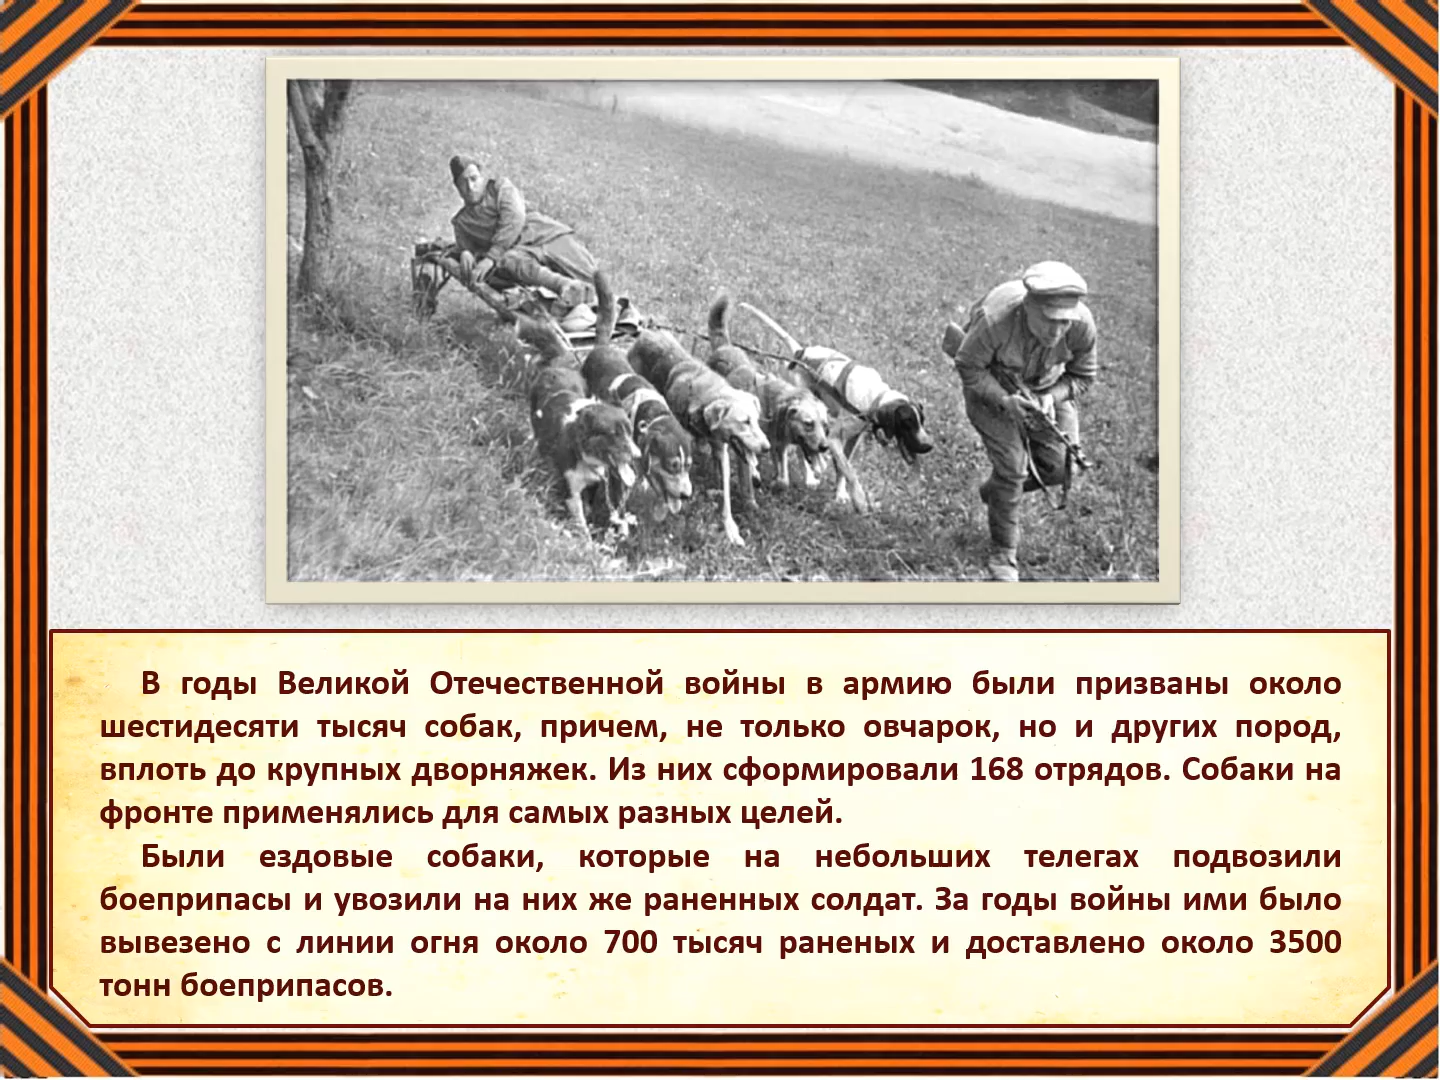 В годы Великой Отечественной войны в армию были призваны около
шестидесяти тысяч собак, причем, не только овчарок, но и других пород,
вплоть до крупных дворняжек. Из них сформировали 168 отрядов. Собаки на
фронте применялись для самых разных целей.
Были ездовые собаки, которые на небольших телегах подвозили
боеприпасы и увозили на них же раненных солдат. За годы войны ими было
вывезено с линии огня около 700 тысяч раненых и доставлено около 3500
тонн боеприпасов.